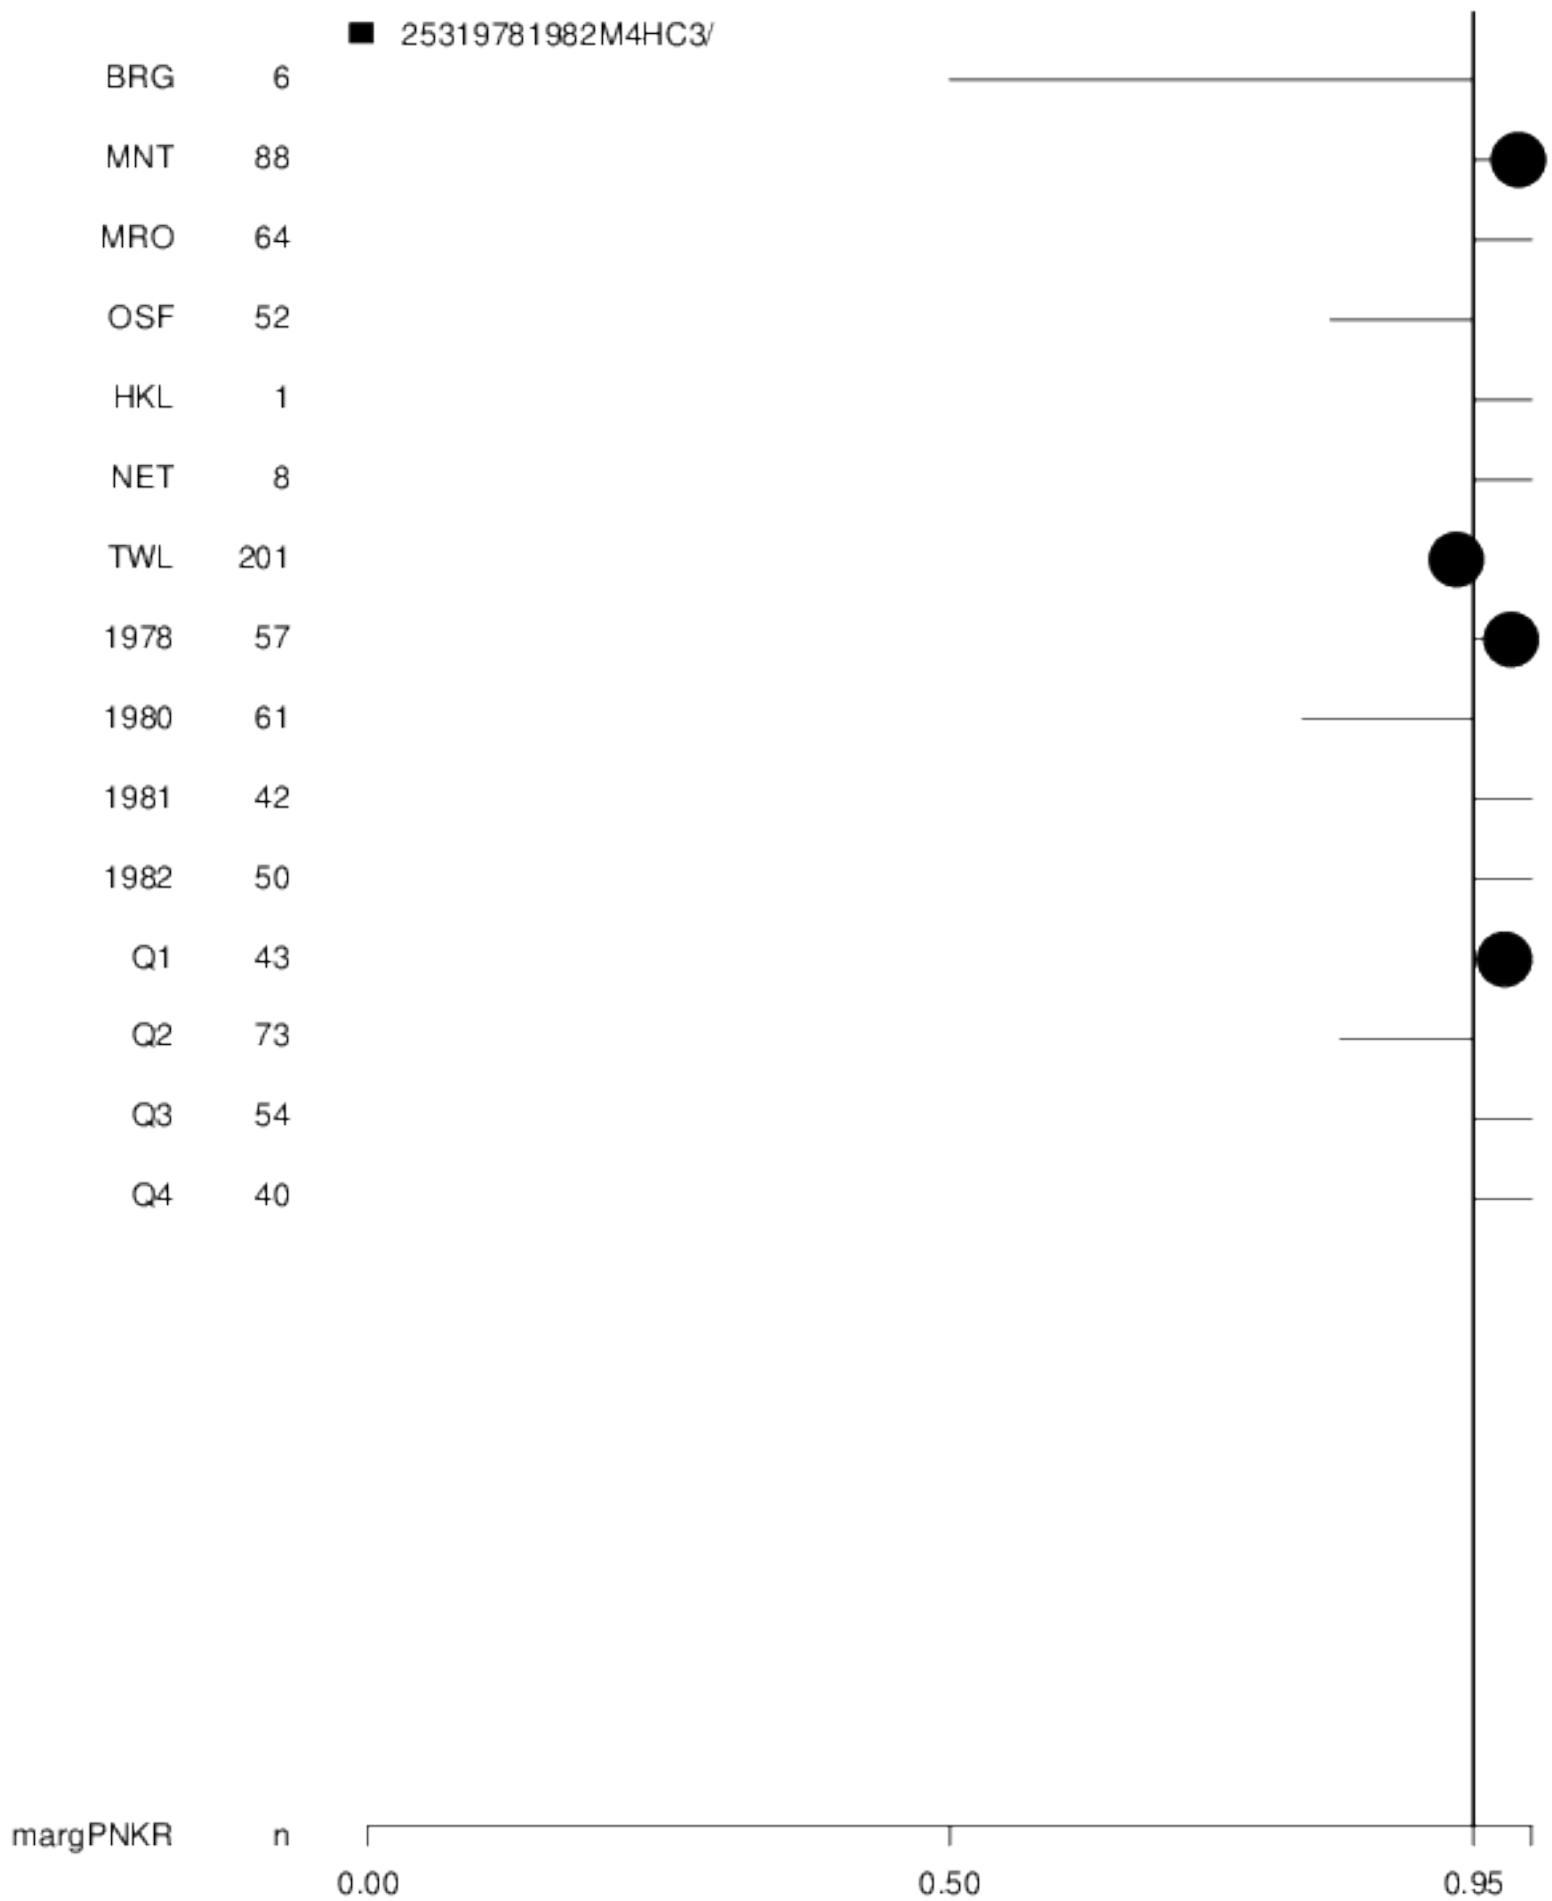 25319781982M4HC3/
BRG 6
MNT 88
MRO 64
OSF 52
HKL 1
NET 8
TWL 201
1978 57
1980 61
1981 42
1982 50
Q1 43
Q2 73
Q3 54
Q4 40
margPNKR n
0.00 0.50 0.95